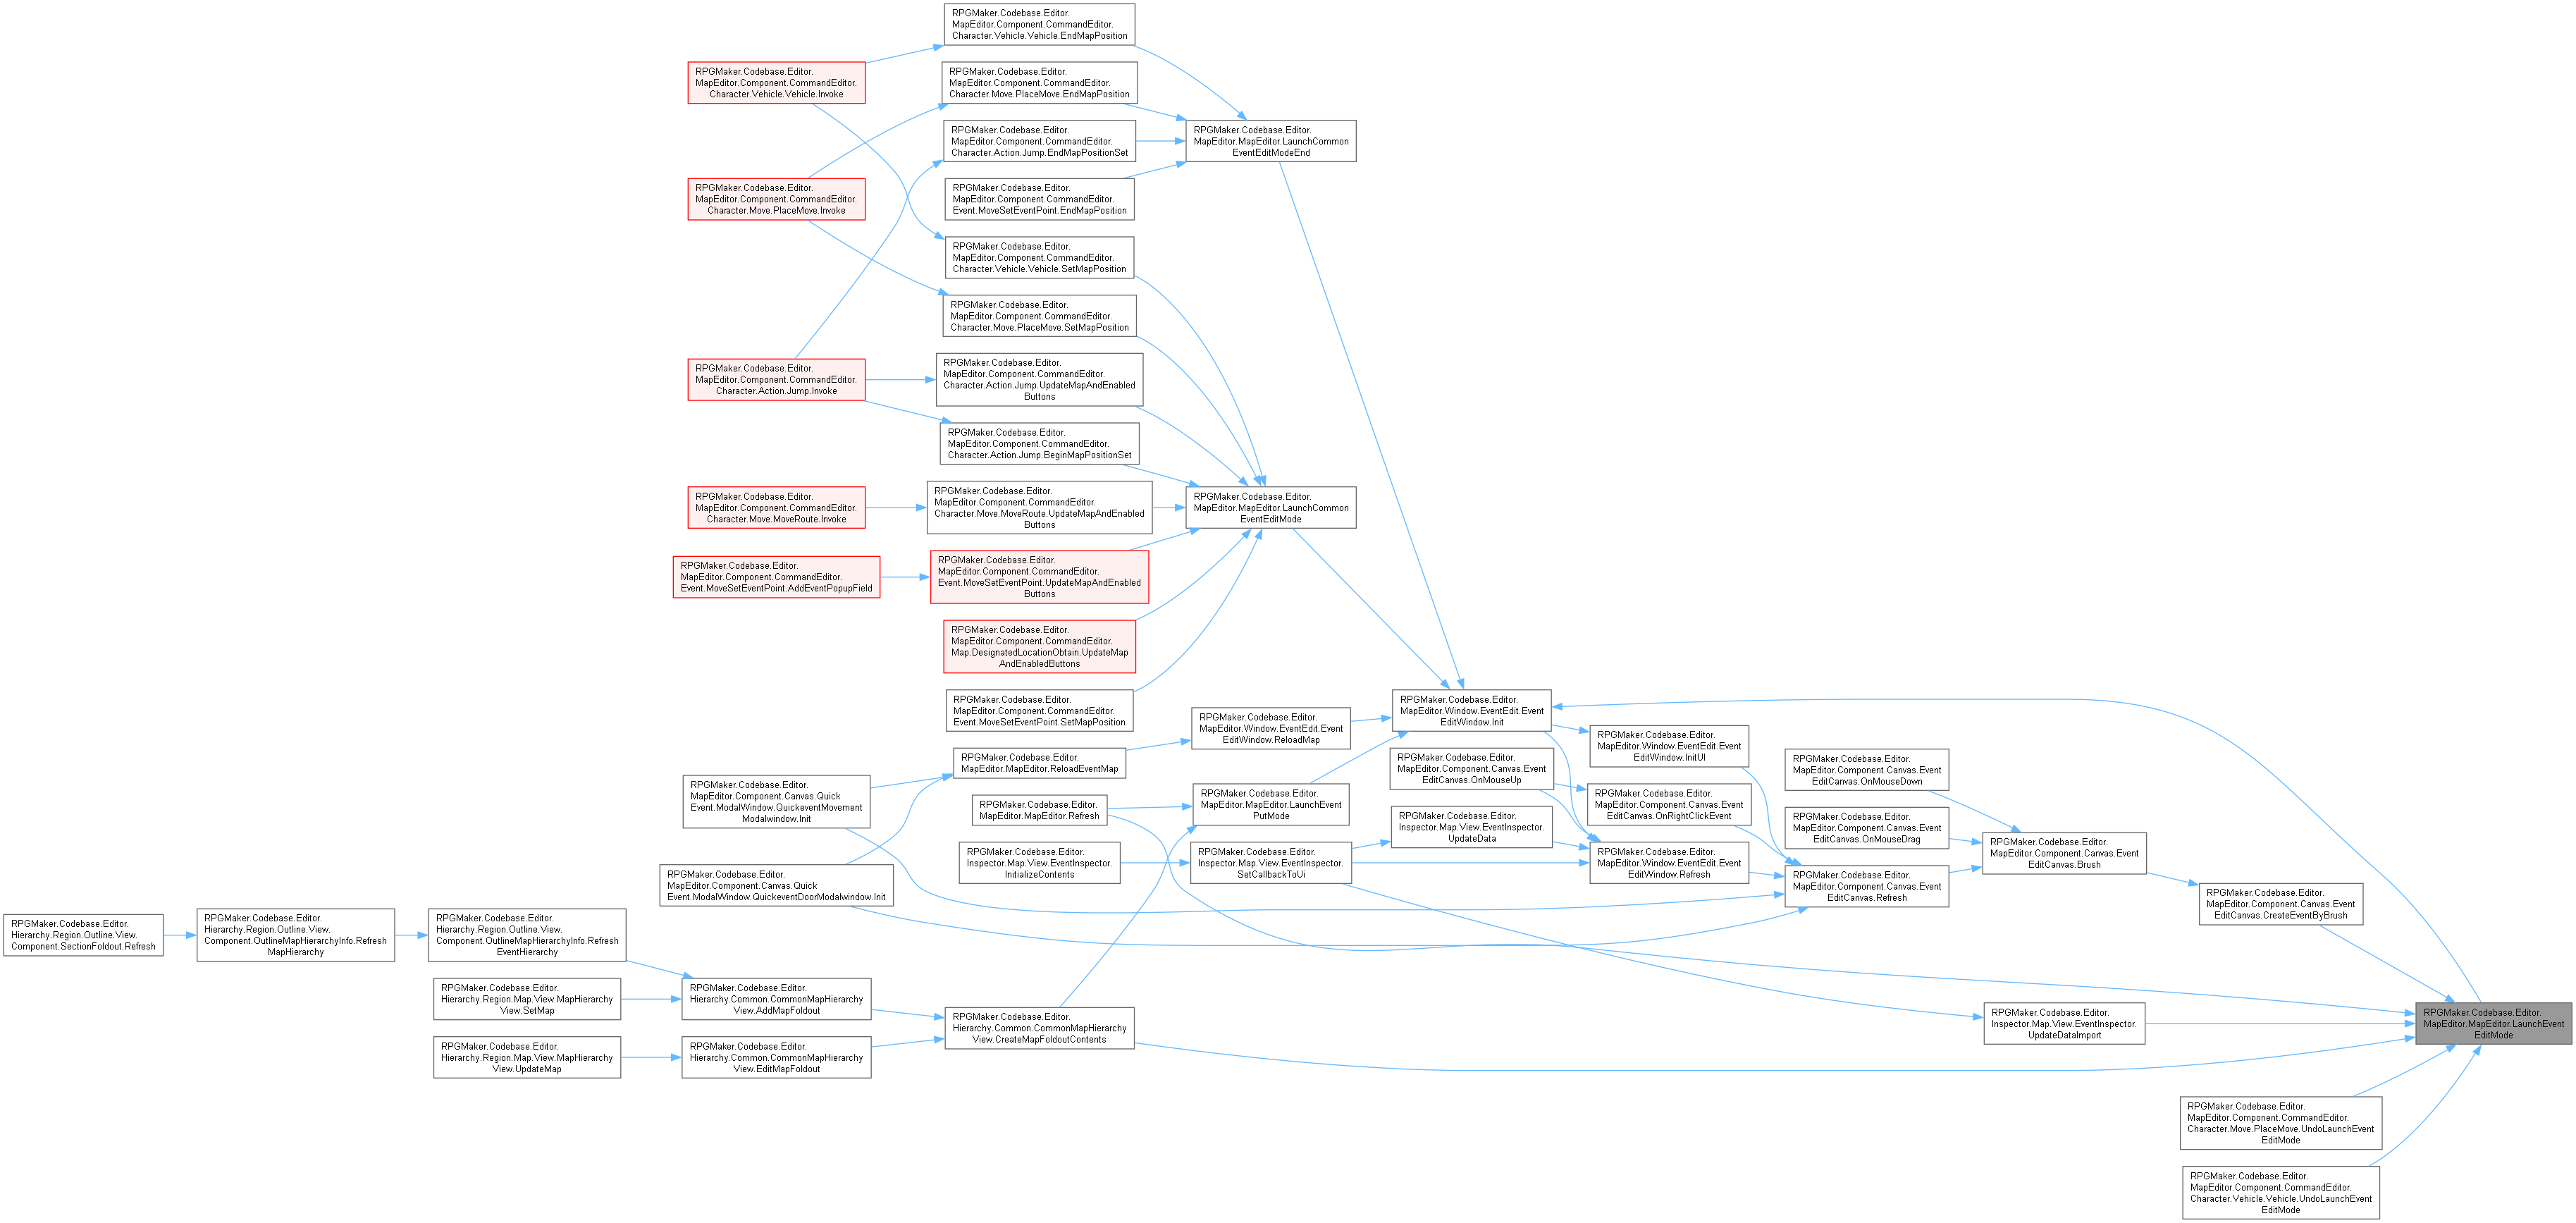 RPGMaker.Codebase.Editor.
MapEditor.Component.CommandEditor.
Character.Vehicle.Vehicle.EndMapPosition
RPGMaker.Codebase.Editor.
MapEditor.Component.CommandEditor.
Character.Vehicle.Vehicle.Invoke
RPGMaker.Codebase.Editor.
MapEditor.Component.CommandEditor.
Character.Move.PlaceMove.EndMapPosition
RPGMaker.Codebase.Editor.
MapEditor.Component.CommandEditor.
Character.Action.Jump.EndMapPositionSet
RPGMaker.Codebase.Editor.
MapEditor.MapEditor.LaunchCommon
EventEditModeEnd
RPGMaker.Codebase.Editor.
MapEditor.Component.CommandEditor.
Character.Move.PlaceMove.Invoke
RPGMaker.Codebase.Editor.
MapEditor.Component.CommandEditor.
Event.MoveSetEventPoint.EndMapPosition
RPGMaker.Codebase.Editor.
MapEditor.Component.CommandEditor.
Character.Vehicle.Vehicle.SetMapPosition
RPGMaker.Codebase.Editor.
MapEditor.Component.CommandEditor.
Character.Move.PlaceMove.SetMapPosition
RPGMaker.Codebase.Editor.
MapEditor.Component.CommandEditor.
Character.Action.Jump.Invoke
RPGMaker.Codebase.Editor.
MapEditor.Component.CommandEditor.
Character.Action.Jump.UpdateMapAndEnabled
Buttons
RPGMaker.Codebase.Editor.
MapEditor.Component.CommandEditor.
Character.Action.Jump.BeginMapPositionSet
RPGMaker.Codebase.Editor.
MapEditor.Component.CommandEditor.
Character.Move.MoveRoute.Invoke
RPGMaker.Codebase.Editor.
MapEditor.Component.CommandEditor.
Character.Move.MoveRoute.UpdateMapAndEnabled
Buttons
RPGMaker.Codebase.Editor.
MapEditor.MapEditor.LaunchCommon
EventEditMode
RPGMaker.Codebase.Editor.
MapEditor.Component.CommandEditor.
Event.MoveSetEventPoint.AddEventPopupField
RPGMaker.Codebase.Editor.
MapEditor.Component.CommandEditor.
Event.MoveSetEventPoint.UpdateMapAndEnabled
Buttons
RPGMaker.Codebase.Editor.
MapEditor.Component.CommandEditor.
Map.DesignatedLocationObtain.UpdateMap
AndEnabledButtons
RPGMaker.Codebase.Editor.
MapEditor.Component.CommandEditor.
Event.MoveSetEventPoint.SetMapPosition
RPGMaker.Codebase.Editor.
MapEditor.Window.EventEdit.Event
EditWindow.Init
RPGMaker.Codebase.Editor.
MapEditor.Window.EventEdit.Event
EditWindow.ReloadMap
RPGMaker.Codebase.Editor.
MapEditor.Window.EventEdit.Event
EditWindow.InitUI
RPGMaker.Codebase.Editor.
MapEditor.MapEditor.ReloadEventMap
RPGMaker.Codebase.Editor.
MapEditor.Component.Canvas.Event
EditCanvas.OnMouseUp
RPGMaker.Codebase.Editor.
MapEditor.Component.Canvas.Event
EditCanvas.OnMouseDown
RPGMaker.Codebase.Editor.
MapEditor.Component.Canvas.Quick
Event.ModalWindow.QuickeventMovement
Modalwindow.Init
RPGMaker.Codebase.Editor.
MapEditor.MapEditor.Refresh
RPGMaker.Codebase.Editor.
MapEditor.MapEditor.LaunchEvent
PutMode
RPGMaker.Codebase.Editor.
MapEditor.Component.Canvas.Event
EditCanvas.OnRightClickEvent
RPGMaker.Codebase.Editor.
Inspector.Map.View.EventInspector.
UpdateData
RPGMaker.Codebase.Editor.
MapEditor.Component.Canvas.Event
EditCanvas.OnMouseDrag
RPGMaker.Codebase.Editor.
MapEditor.Component.Canvas.Event
EditCanvas.Brush
RPGMaker.Codebase.Editor.
Inspector.Map.View.EventInspector.
InitializeContents
RPGMaker.Codebase.Editor.
Inspector.Map.View.EventInspector.
SetCallbackToUi
RPGMaker.Codebase.Editor.
MapEditor.Window.EventEdit.Event
EditWindow.Refresh
RPGMaker.Codebase.Editor.
MapEditor.Component.Canvas.Event
EditCanvas.Refresh
RPGMaker.Codebase.Editor.
MapEditor.Component.Canvas.Quick
Event.ModalWindow.QuickeventDoorModalwindow.Init
RPGMaker.Codebase.Editor.
MapEditor.Component.Canvas.Event
EditCanvas.CreateEventByBrush
RPGMaker.Codebase.Editor.
Hierarchy.Region.Outline.View.
Component.SectionFoldout.Refresh
RPGMaker.Codebase.Editor.
Hierarchy.Region.Outline.View.
Component.OutlineMapHierarchyInfo.Refresh
MapHierarchy
RPGMaker.Codebase.Editor.
Hierarchy.Region.Outline.View.
Component.OutlineMapHierarchyInfo.Refresh
EventHierarchy
RPGMaker.Codebase.Editor.
Hierarchy.Region.Map.View.MapHierarchy
View.SetMap
RPGMaker.Codebase.Editor.
Hierarchy.Common.CommonMapHierarchy
View.AddMapFoldout
RPGMaker.Codebase.Editor.
Hierarchy.Common.CommonMapHierarchy
View.CreateMapFoldoutContents
RPGMaker.Codebase.Editor.
Inspector.Map.View.EventInspector.
UpdateDataImport
RPGMaker.Codebase.Editor.
MapEditor.MapEditor.LaunchEvent
EditMode
RPGMaker.Codebase.Editor.
Hierarchy.Region.Map.View.MapHierarchy
View.UpdateMap
RPGMaker.Codebase.Editor.
Hierarchy.Common.CommonMapHierarchy
View.EditMapFoldout
RPGMaker.Codebase.Editor.
MapEditor.Component.CommandEditor.
Character.Move.PlaceMove.UndoLaunchEvent
EditMode
RPGMaker.Codebase.Editor.
MapEditor.Component.CommandEditor.
Character.Vehicle.Vehicle.UndoLaunchEvent
EditMode